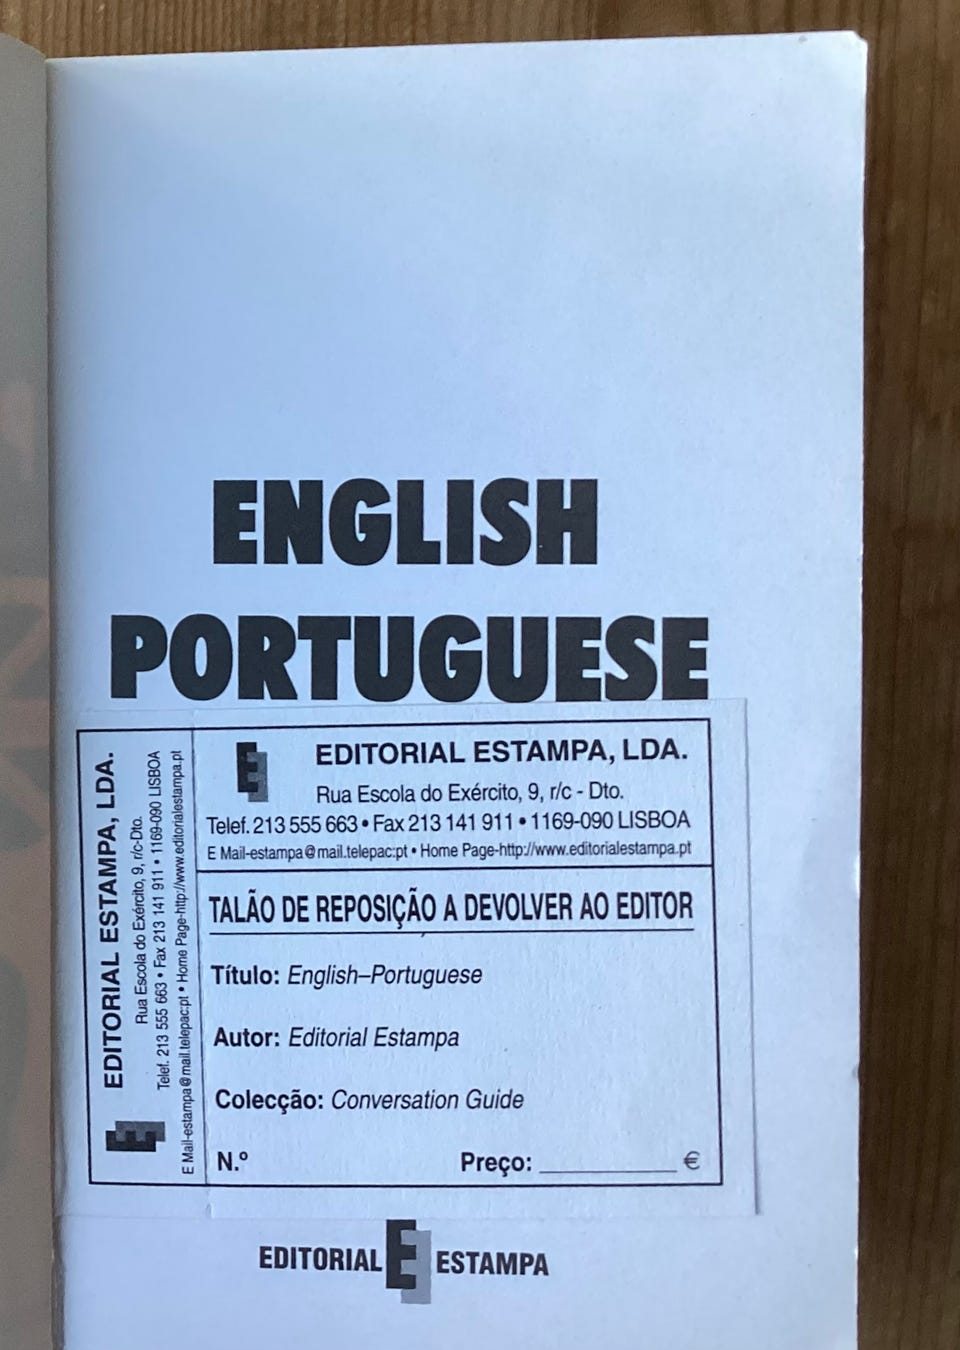 ENGLISH
PORTUGUESE
EDITORIAL ESTAMPA, LDA.
Rua Escola do Exército, 9, r/c-Dto.
Telef. 213 555 663 • Fax 213 141 911 • 1169-090 LISBOA
E Mail-estampa@mail.telepac:pt • Home Page-http://www.editorialestampa.pt
E
EDITORIAL ESTAMPA, LDA.
Rua Escola do Exército, 9, r/c - Dto.
Telef. 213 555 663 • Fax 213 141 911 • 1169-090 LISBOA
E Mail-estampa@mail.telepac:pt • Home Page-http://www.editorialestampa.pt
TALÃO DE REPOSIÇÃO A DEVOLVER AO EDITOR
Título: English–Portuguese
Autor: Editorial Estampa
Colecção: Conversation Guide
N.º Preço: ____________ €
EDITORIAL E ESTAMPA